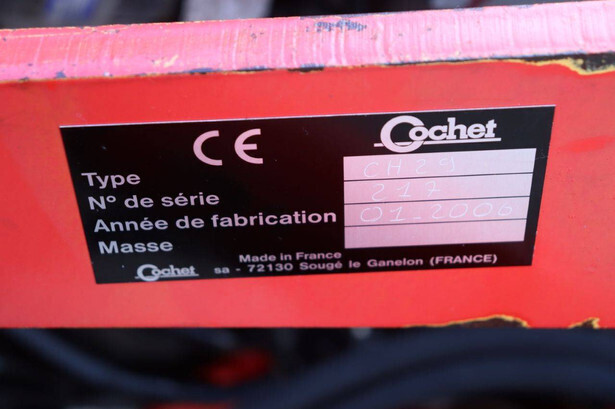 CE Cochet
Type CH29
N° de série 217
Année de fabrication 01-2006
Masse
Made in France
Cochet sa - 72130 Sougé le Ganelon (FRANCE)